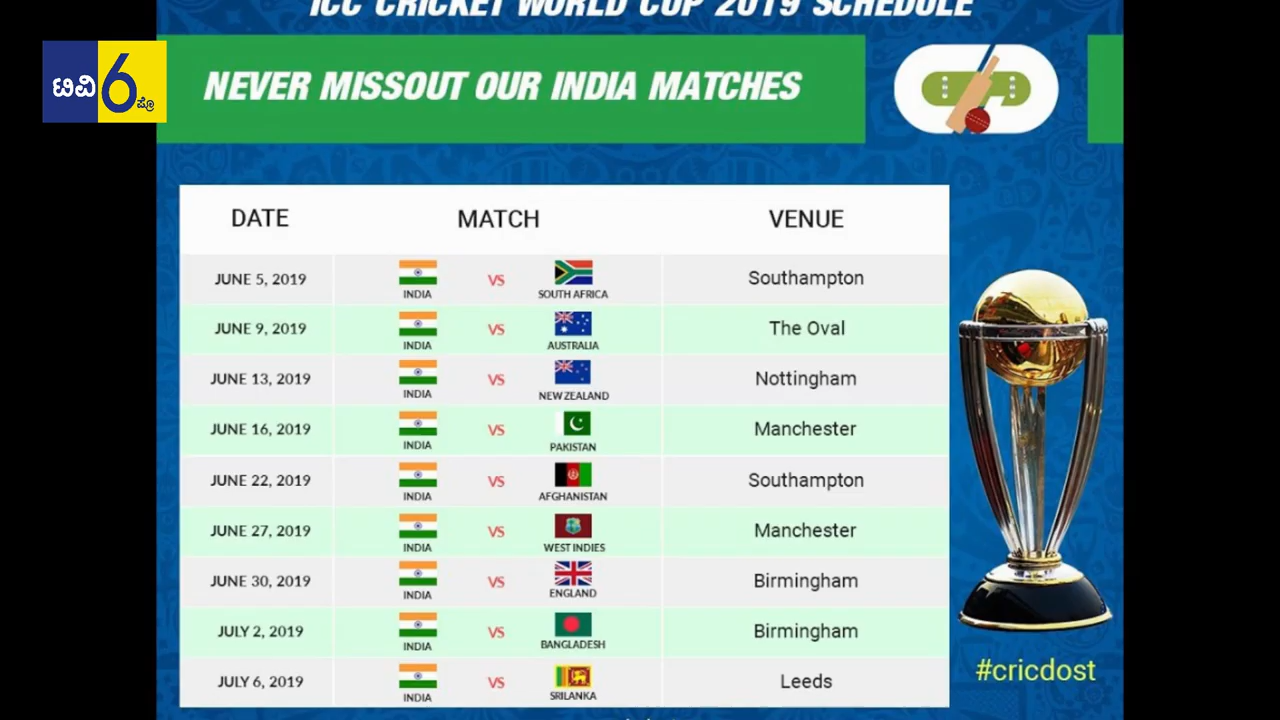 ICC CRICKET WORLD CUP 2019 SCHEDULE
ಟಿವಿ 6 ಪ್ರೊ
NEVER MISSOUT OUR INDIA MATCHES
DATE MATCH VENUE
JUNE 5, 2019 INDIA VS SOUTH AFRICA Southampton
JUNE 9, 2019 INDIA VS AUSTRALIA The Oval
JUNE 13, 2019 INDIA VS NEW ZEALAND Nottingham
JUNE 16, 2019 INDIA VS PAKISTAN Manchester
JUNE 22, 2019 INDIA VS AFGHANISTAN Southampton
JUNE 27, 2019 INDIA VS WEST INDIES Manchester
JUNE 30, 2019 INDIA VS ENGLAND Birmingham
JULY 2, 2019 INDIA VS BANGLADESH Birmingham
JULY 6, 2019 INDIA VS SRILANKA Leeds
#cricdost